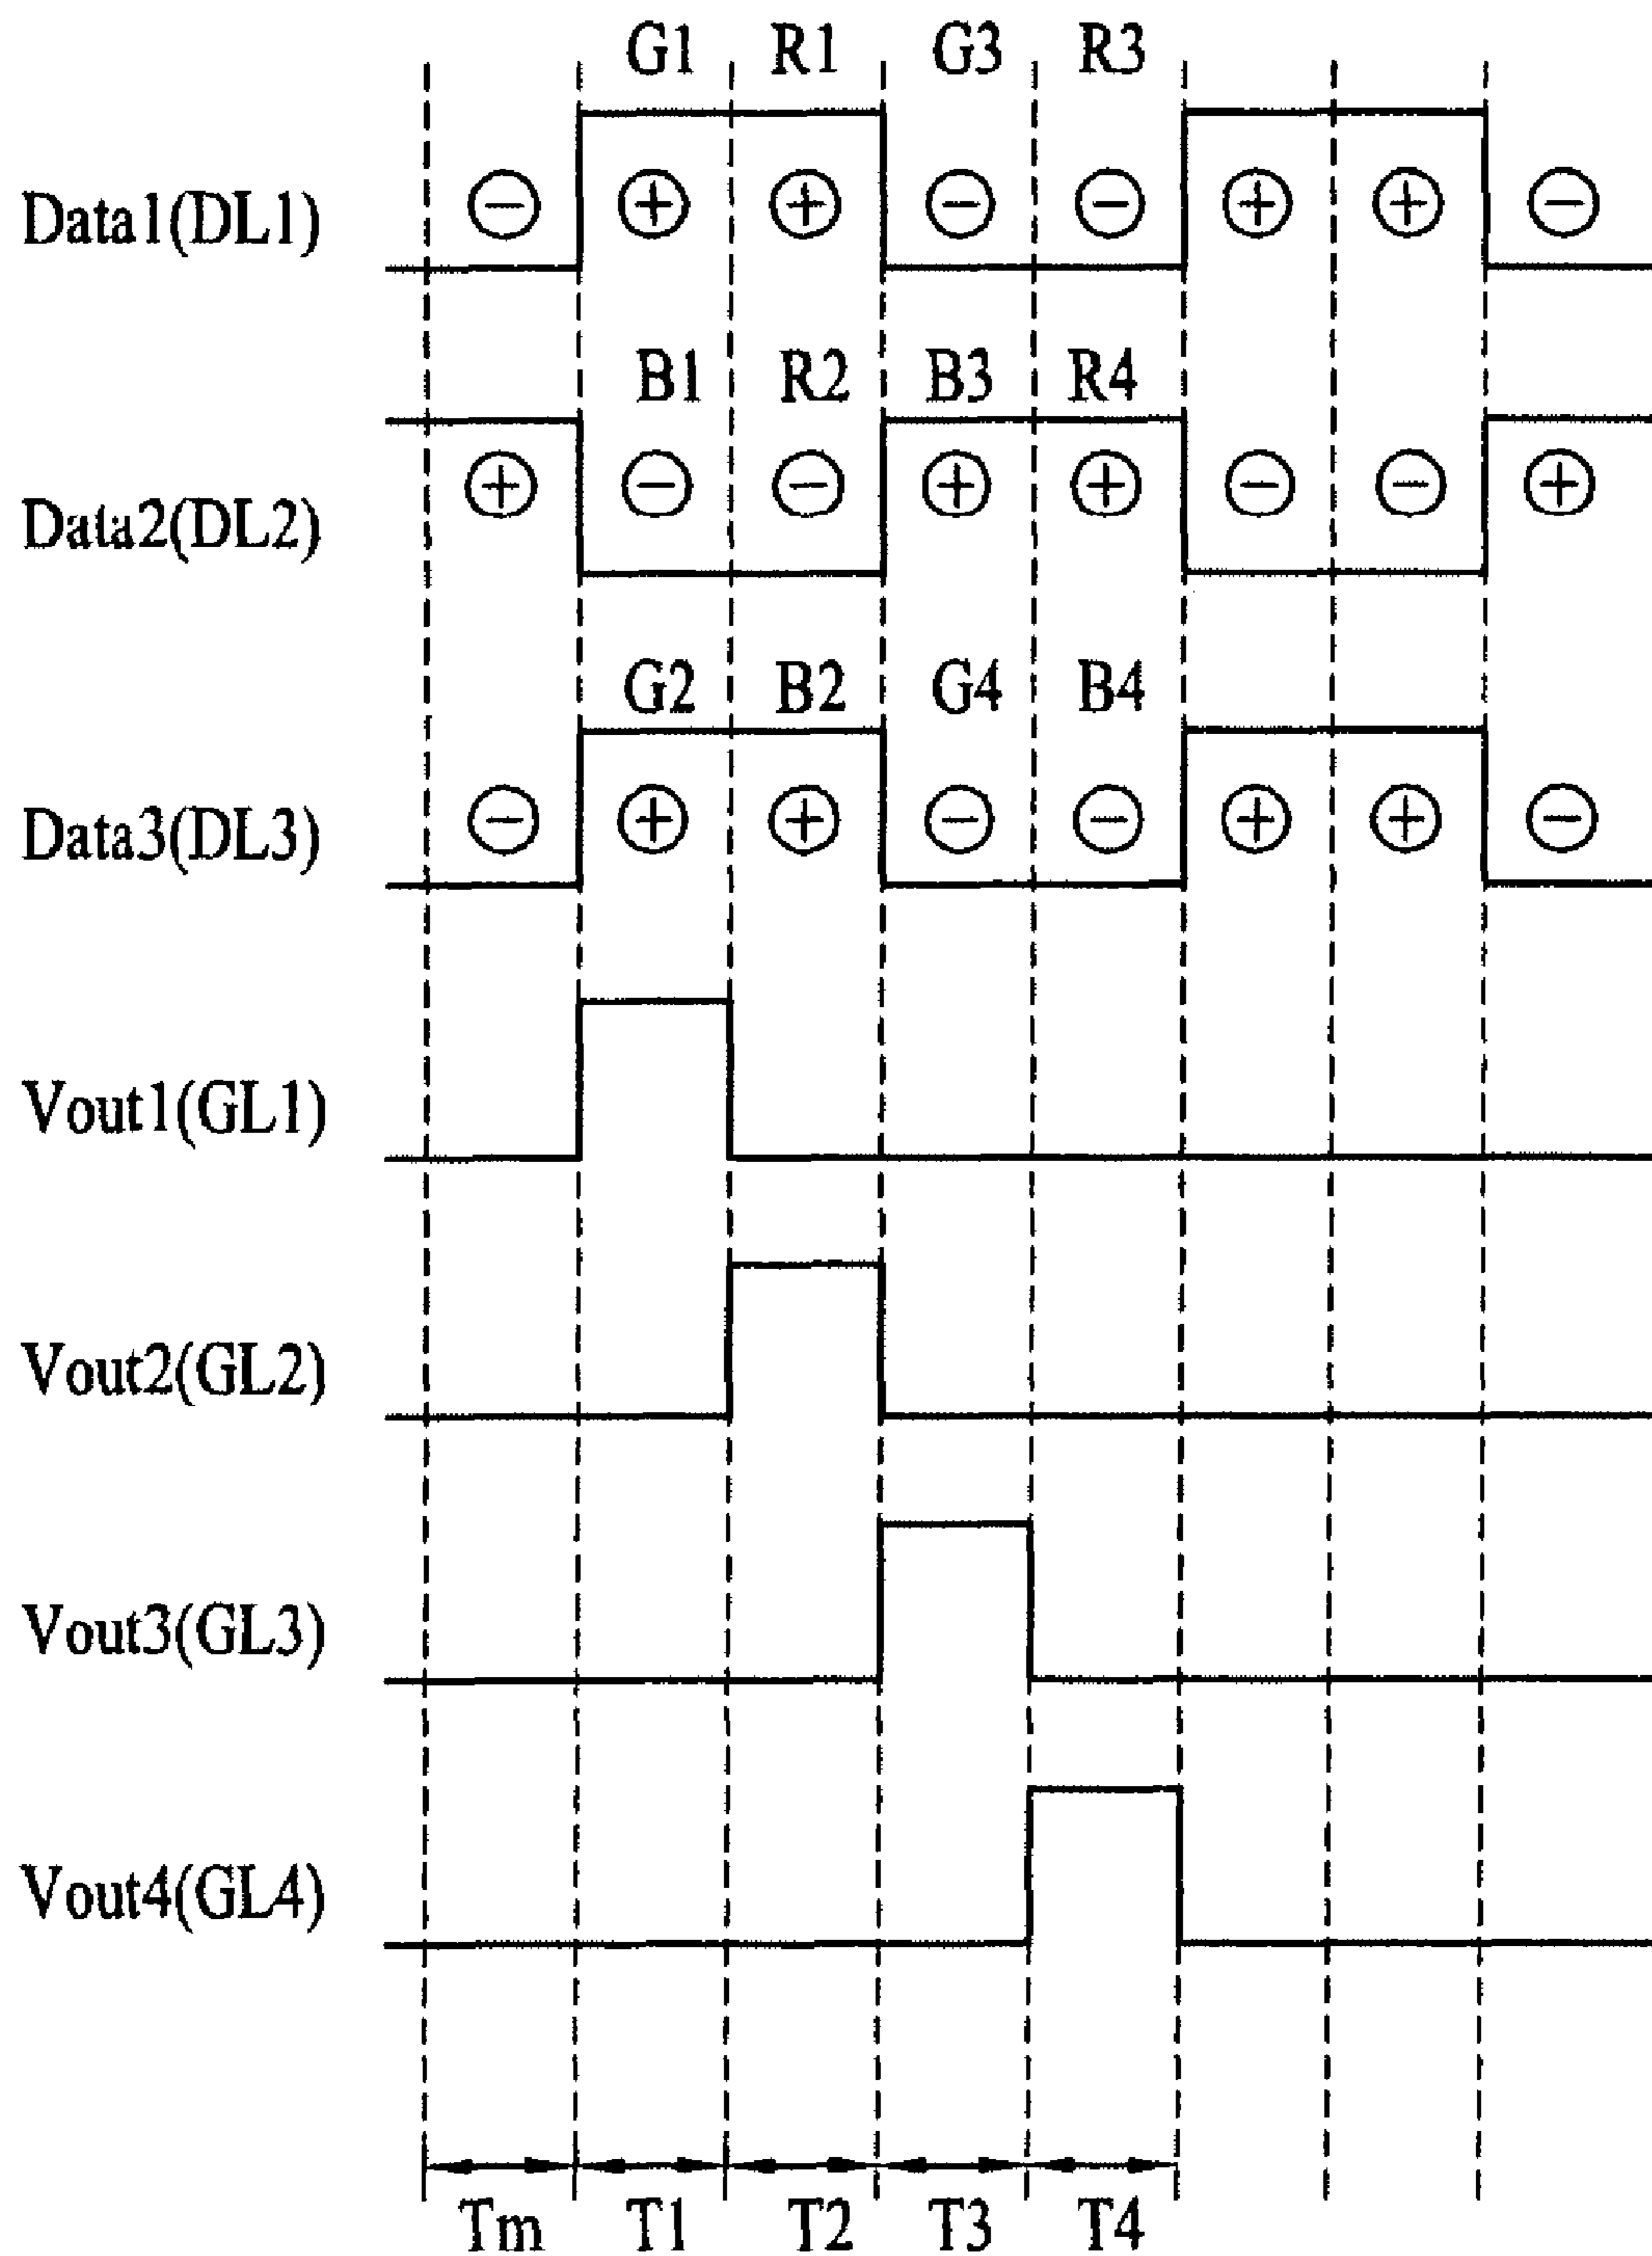 G1 R1 G3 R3
Data1(DL1) ⊖ ⊕ ⊕ ⊖ ⊖ ⊕ ⊕ ⊖
B1 R2 B3 R4
Data2(DL2) ⊕ ⊖ ⊖ ⊕ ⊕ ⊖ ⊖ ⊕
G2 B2 G4 B4
Data3(DL3) ⊖ ⊕ ⊕ ⊖ ⊖ ⊕ ⊕ ⊖
Vout1(GL1)
Vout2(GL2)
Vout3(GL3)
Vout4(GL4)
Tm T1 T2 T3 T4